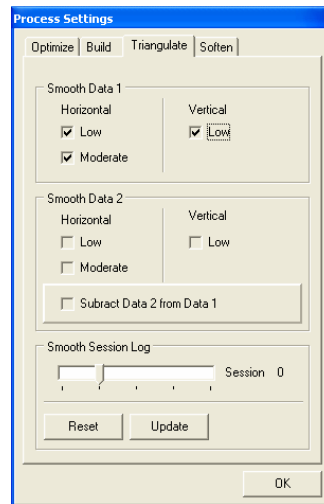 Process Settings
Optimize Build Triangulate Soften
Smooth Data 1
Horizontal Vertical
Low Low
Moderate
Smooth Data 2
Horizontal Vertical
Low Low
Moderate
Subract Data 2 from Data 1
Smooth Session Log
Session 0
Reset Update
OK